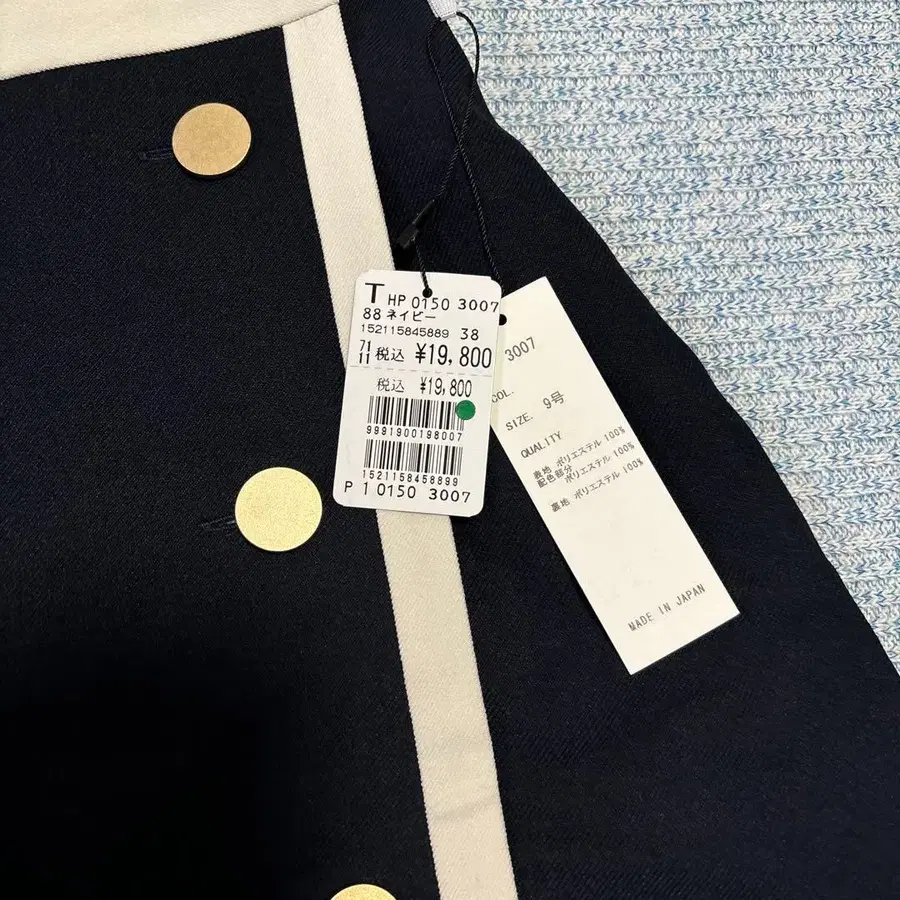 T HP 0150 3007
88 ネイビー
152115845889 38
71
11 税込 ¥19,800
税込 ¥19,800
9991900198007
1521158458899
P 1 0150 3007
3007
COL.
SIZE. 9号
QUALITY
表地 ポリエステル 100%
配色部分
ポリエステル 100%
裏地 ポリエステル 100%
MADE IN JAPAN